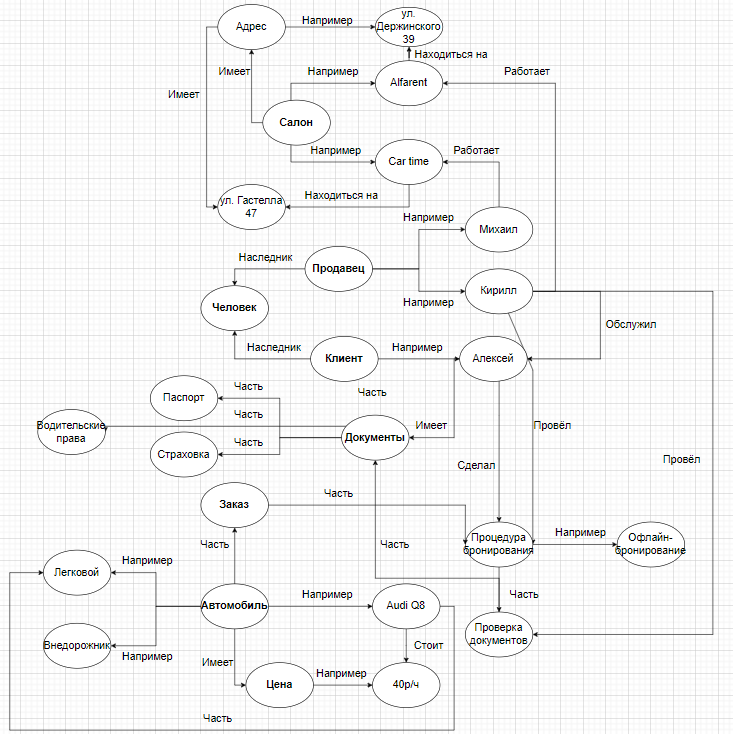 Адрес
Например
ул.
Держинского
39
Находиться на
Имеет
Например
Alfarent
Работает
Имеет
Салон
Например
Car time
Работает
ул. Гастелла
47
Находиться на
Например
Михаил
Наследник
Продавец
Кирилл
Например
Человек
Обслужил
Наследник
Клиент
Например
Алексей
Часть
Паспорт
Часть
Водительские
права
Часть
Документы
Имеет
Провёл
Страховка
Часть
Сделал
Провёл
Заказ
Часть
Часть
Часть
Процедура
бронирования
Например
Офлайн-
бронирование
Легковой
Например
Автомобиль
Например
Audi Q8
Часть
Внедорожник
Например
Стоит
Проверка
документов
Имеет
Цена
Например
40р/ч
Часть